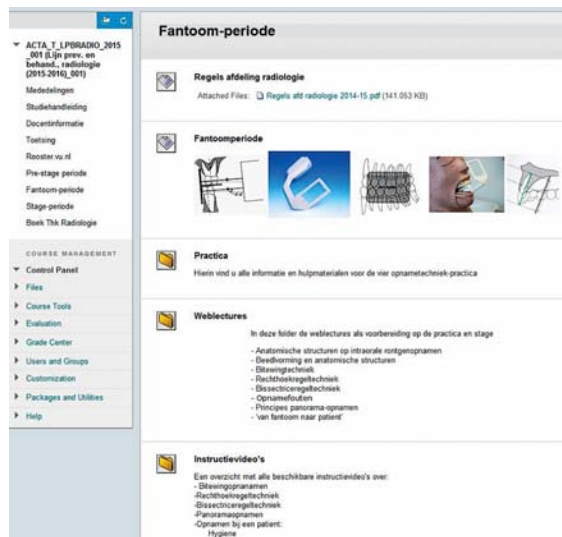 ACTA_T_LPBRADIO_2015
_001 (Lijn prev. en
behand., radiologie
(2015-2016)_001)
Mededelingen
Studiehandleiding
Docentinformatie
Toetsing
Rooster.vu.nl
Pre-stage periode
Fantoom-periode
Stage-periode
Boek Thk Radiologie
COURSE MANAGEMENT
Control Panel
Files
Course Tools
Evaluation
Grade Center
Users and Groups
Customization
Packages and Utilities
Help
Fantoom-periode
Regels afdeling radiologie
Attached Files: Regels afd radiologie 2014-15.pdf (141.053 KB)
Fantoomperiode
Practica
Hierin vind u alle informatie en hulpmaterialen voor de vier opnametechniek-practica
Weblectures
In deze folder de weblectures als voorbereiding op de practica en stage
- Anatomische structuren op intraorale rontgenopnamen
- Beeldvorming en anatomische structuren
- Bitewingtechniek
- Rechthoekregeltechniek
- Bissectriceregeltechniek
- Opnamefouten
- Principes panorama-opnamen
- 'van fantoom naar patient'
Instructievideo's
Een overzicht met alle beschikbare instructievideo's over:
- Bitewingopnanamen
-Rechthoekregeltechniek
-Bissectriceregeltechniek
-Panoramaopnamen
-Opnamen bij een patient:
Hygiene